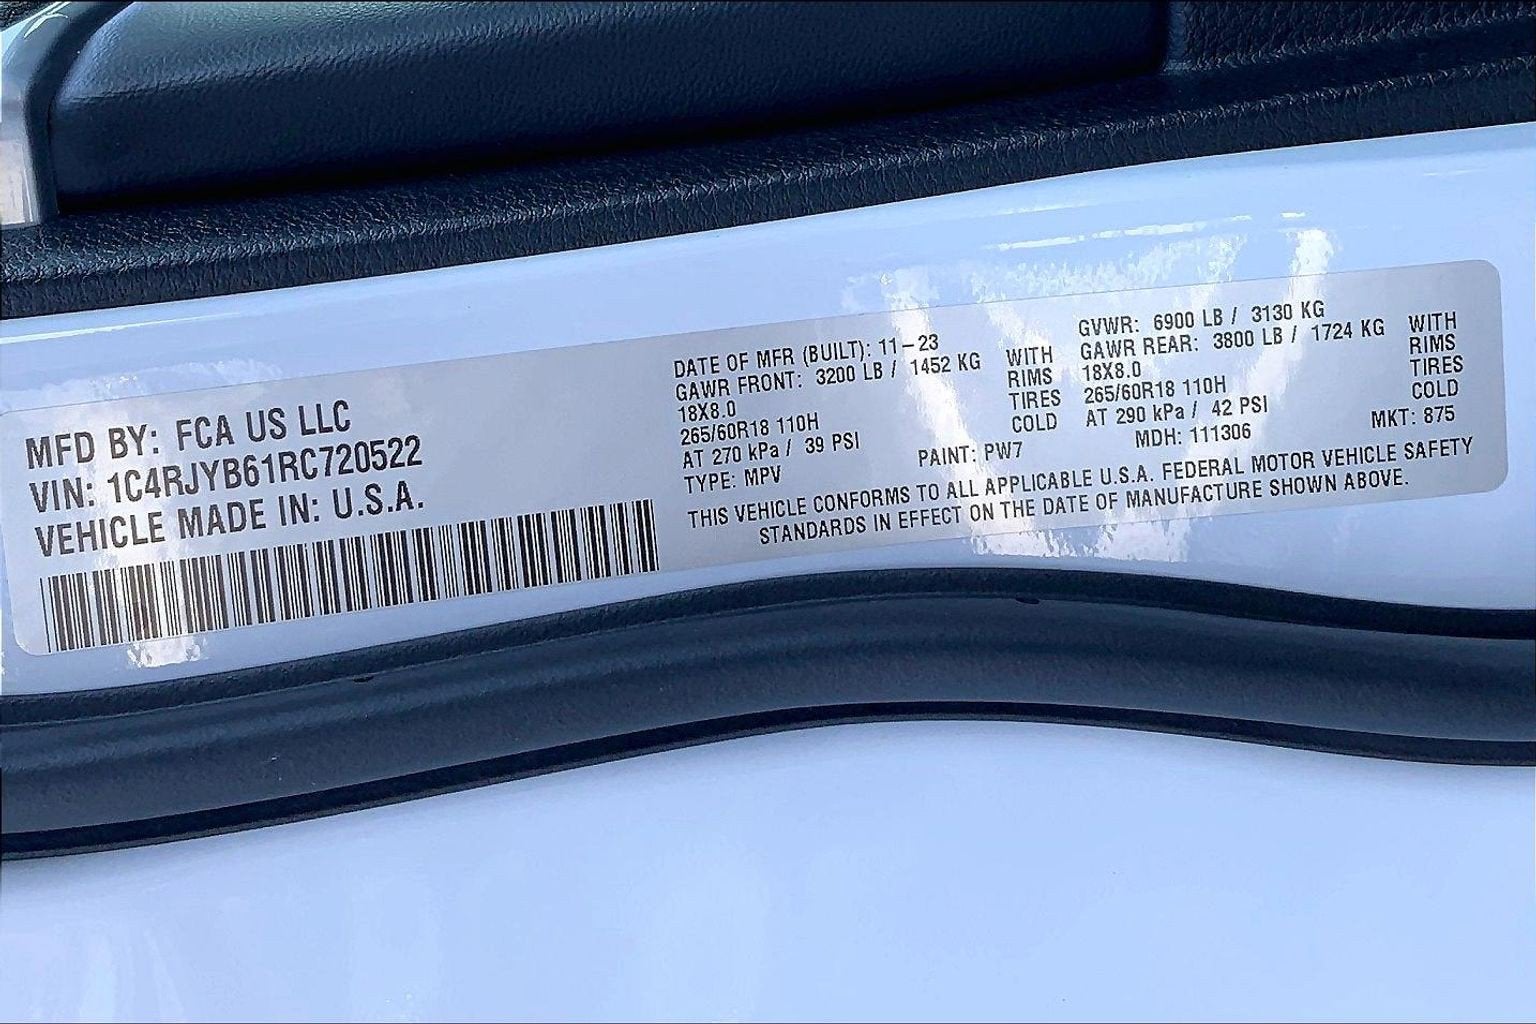 MFD BY: FCA US LLC
VIN: 1C4RJYB61RC720522
VEHICLE MADE IN: U.S.A.
DATE OF MFR (BUILT): 11-23
GAWR FRONT: 3200 LB / 1452 KG
18X8.0
265/60R18 110H
AT 270 kPa / 39 PSI
TYPE: MPV
WITH
RIMS
TIRES
COLD
PAINT: PW7
GVWR: 6900 LB / 3130 KG
GAWR REAR: 3800 LB / 1724 KG
18X8.0
265/60R18 110H
AT 290 kPa / 42 PSI
MDH: 111306
WITH
RIMS
TIRES
COLD
MKT: 875
THIS VEHICLE CONFORMS TO ALL APPLICABLE U.S.A. FEDERAL MOTOR VEHICLE SAFETY
STANDARDS IN EFFECT ON THE DATE OF MANUFACTURE SHOWN ABOVE.